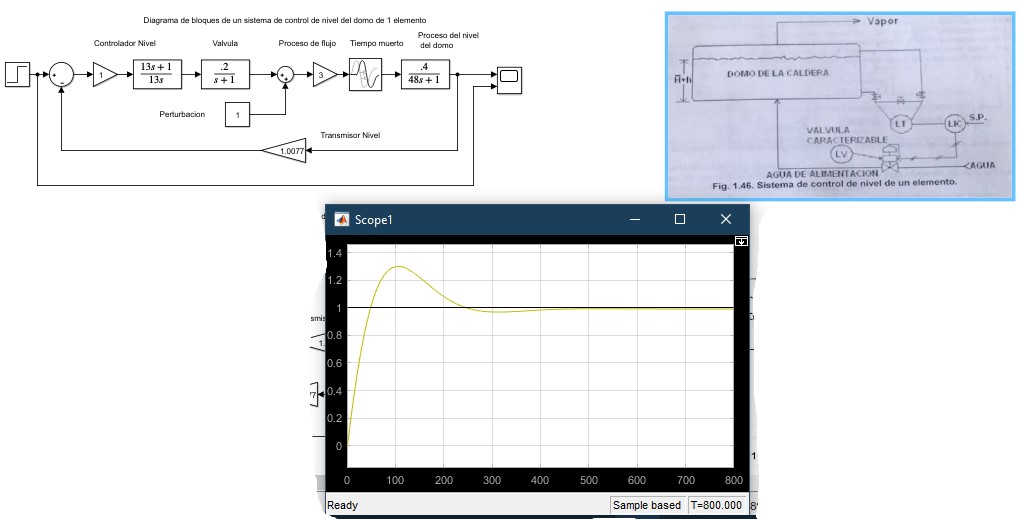 Diagrama de bloques de un sistema de control de nivel del domo de 1 elemento
Controlador Nivel
Valvula
Proceso de flujo
Tiempo muerto
Proceso del nivel
del domo
1
13s + 1
13s
.2
s + 1
3
.4
48s + 1
Perturbacion
1
Transmisor Nivel
1.0077
Vapor
DOMO DE LA CALDERA
H+h
LT
LIC
S.P.
VALVULA
CARACTERIZABLE
LV
AGUA
AGUA DE ALIMENTACION
Fig. 1.46. Sistema de control de nivel de un elemento.
Scope1
1.4
1.2
1
0.8
0.6
0.4
0.2
0
0 100 200 300 400 500 600 700 800
Ready
Sample based
T=800.000